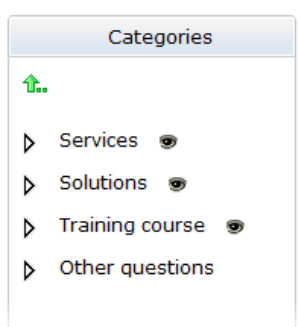 Categories
Services
Solutions
Training course
Other questions